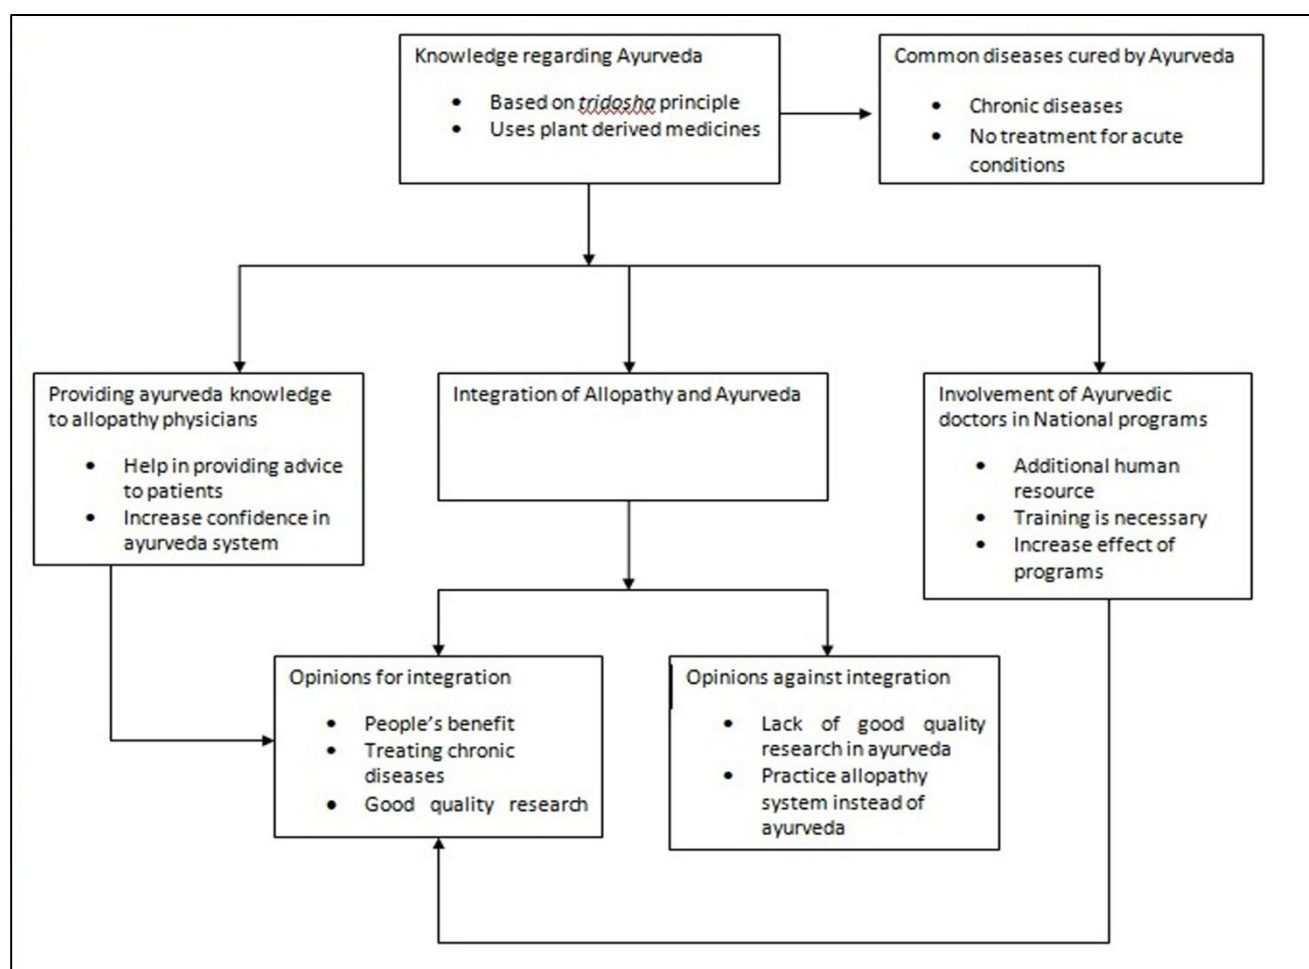 Knowledge regarding Ayurveda
• Based on tridosha principle
• Uses plant derived medicines
Common diseases cured by Ayurveda
• Chronic diseases
• No treatment for acute
conditions
Providing ayurveda knowledge
to allopathy physicians
• Help in providing advice
to patients
• Increase confidence in
ayurveda system
Integration of Allopathy and Ayurveda
Involvement of Ayurvedic
doctors in National programs
• Additional human
resource
• Training is necessary
• Increase effect of
programs
Opinions for integration
• People’s benefit
• Treating chronic
diseases
• Good quality research
Opinions against integration
• Lack of good quality
research in ayurveda
• Practice allopathy
system instead of
ayurveda